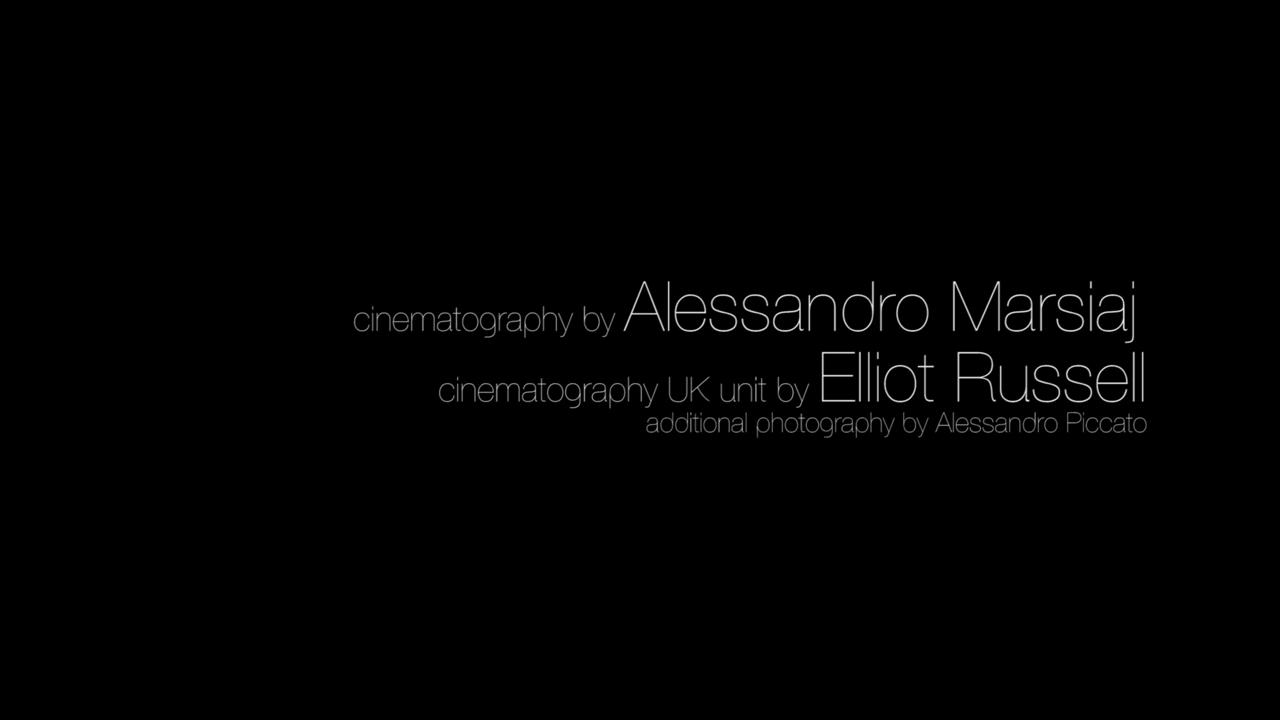 cinematography by Alessandro Marsiaj
cinematography UK unit by Elliot Russell
additional photography by Alessandro Piccato